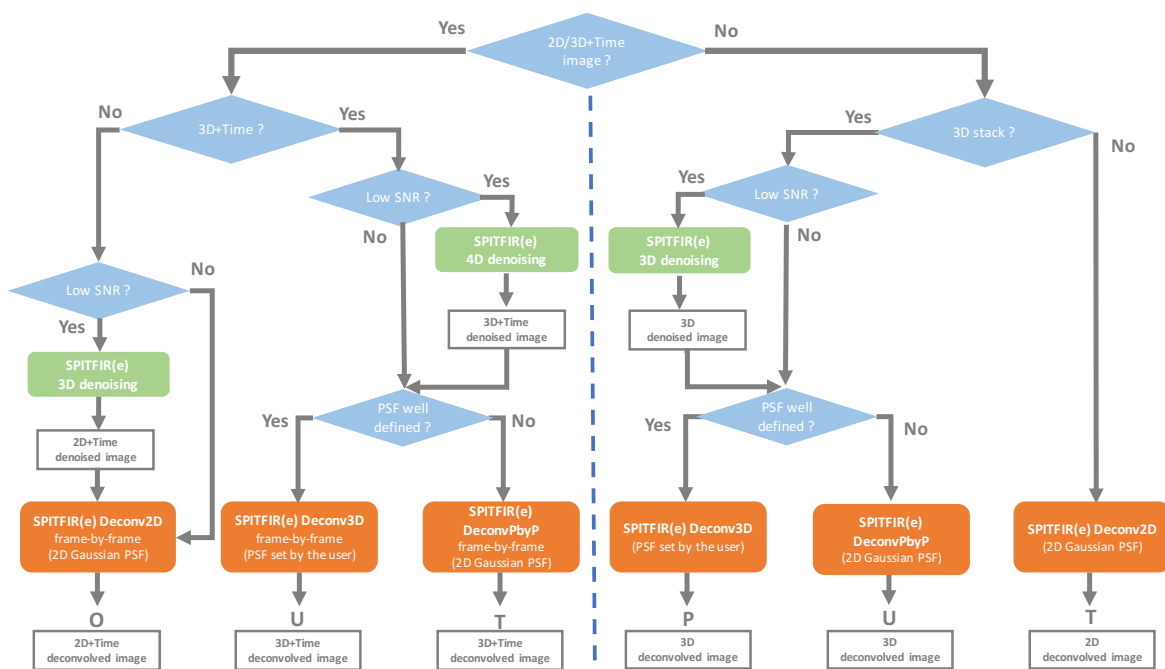 Yes
2D/3D+Time
image ?
No
No
3D+Time ?
Yes
Yes
3D stack ?
No
Low SNR ?
Yes
Yes
Low SNR ?
No
SPITFIR(e)
4D denoising
SPITFIR(e)
3D denoising
No
Low SNR ?
No
Yes
3D+Time
denoised image
3D
denoised image
SPITFIR(e)
3D denoising
Yes
PSF well
defined ?
No
Yes
PSF well
defined ?
No
2D+Time
denoised image
SPITFIR(e) Deconv2D
frame-by-frame
(2D Gaussian PSF)
SPITFIR(e) Deconv3D
frame-by-frame
(PSF set by the user)
SPITFIR(e)
DeconvPbyP
frame-by-frame
(2D Gaussian PSF)
SPITFIR(e) Deconv3D
(PSF set by the user)
SPITFIR(e)
DeconvPbyP
(2D Gaussian PSF)
SPITFIR(e) Deconv2D
(2D Gaussian PSF)
O
U
T
P
U
T
2D+Time
deconvolved image
3D+Time
deconvolved image
3D+Time
deconvolved image
3D
deconvolved image
3D
deconvolved image
2D
deconvolved image